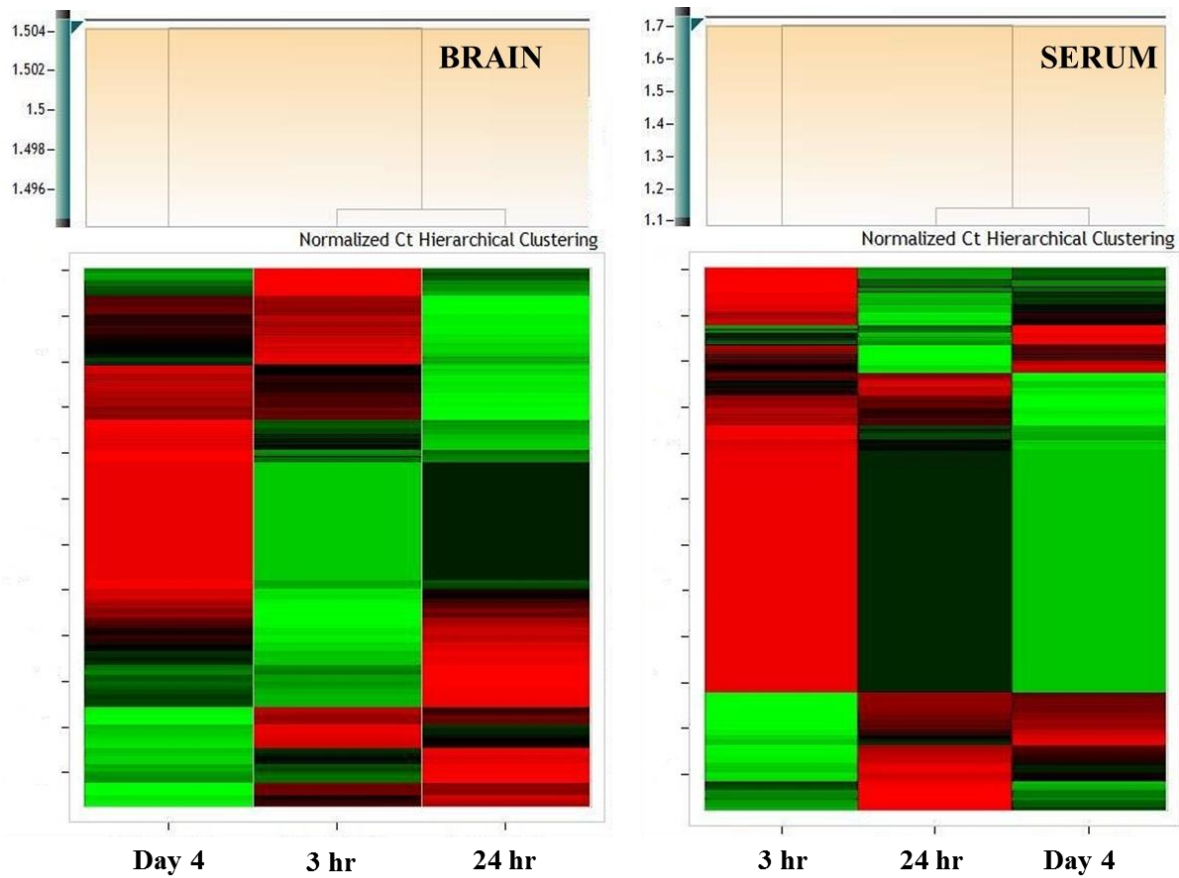 BRAIN
1.504
1.502
1.5
1.498
1.496
Normalized Ct Hierarchical Clustering
Day 4
3 hr
24 hr
SERUM
1.7
1.6
1.5
1.4
1.3
1.2
1.1
Normalized Ct Hierarchical Clustering
3 hr
24 hr
Day 4